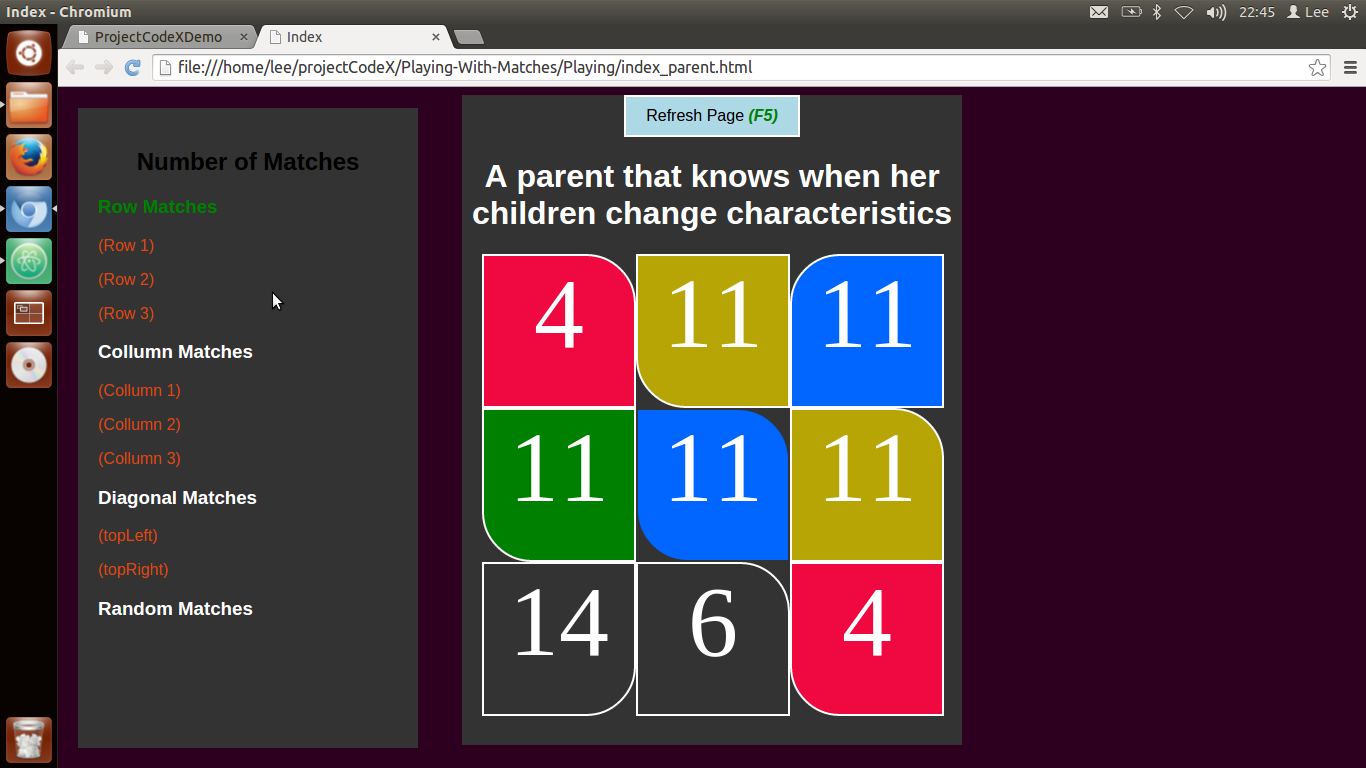 Index - Chromium
22:45
Lee
ProjectCodeXDemo
Index
file:///home/lee/projectCodeX/Playing-With-Matches/Playing/index_parent.html
Number of Matches
Row Matches
(Row 1)
(Row 2)
(Row 3)
Collumn Matches
(Collumn 1)
(Collumn 2)
(Collumn 3)
Diagonal Matches
(topLeft)
(topRight)
Random Matches
Refresh Page (F5)
A parent that knows when her
children change characteristics
4 11 11
11 11 11
14 6 4